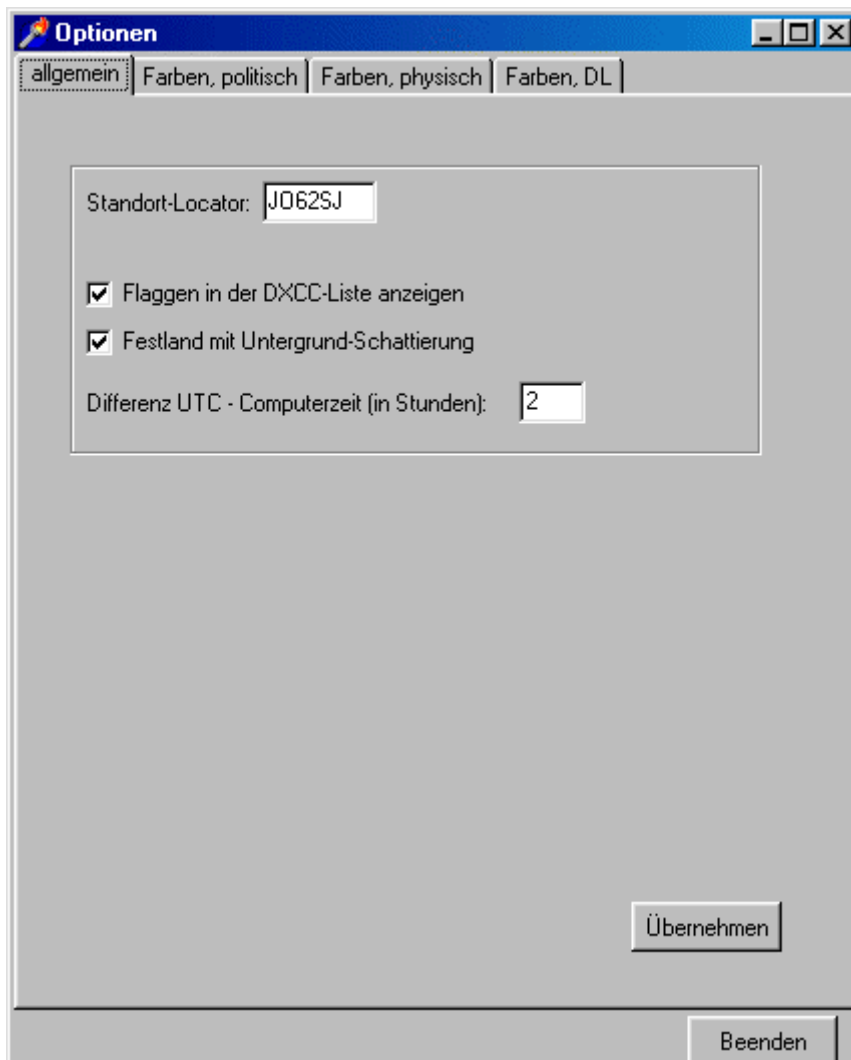 Optionen
allgemein Farben, politisch Farben, physisch Farben, DL
Standort-Locator: JO62SJ
Flaggen in der DXCC-Liste anzeigen
Festland mit Untergrund-Schattierung
Differenz UTC - Computerzeit (in Stunden): 2
Übernehmen
Beenden